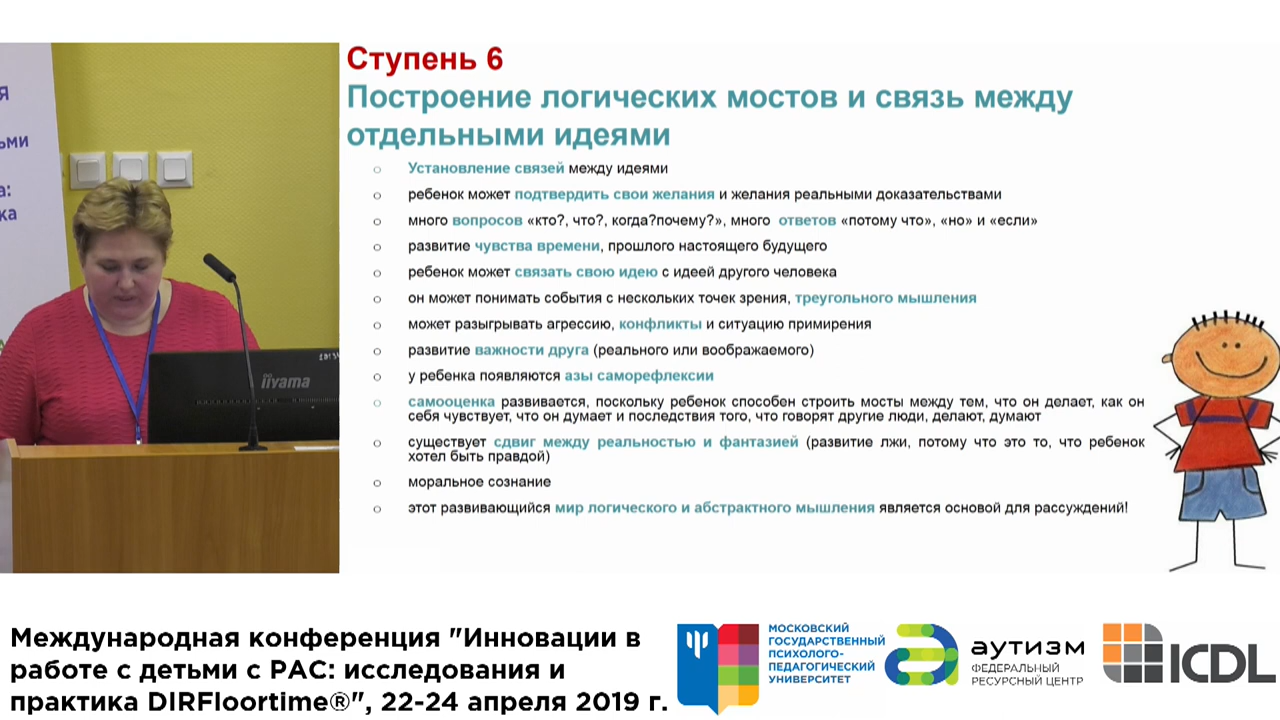 я
ьми
а:
ка
iiyama
Ступень 6
Построение логических мостов и связь между
отдельными идеями
Установление связей между идеями
ребенок может подтвердить свои желания и желания реальными доказательствами
много вопросов «кто?, что?, когда?почему?», много ответов «потому что», «но» и «если»
развитие чувства времени, прошлого настоящего будущего
ребенок может связать свою идею с идеей другого человека
он может понимать события с нескольких точек зрения, треугольного мышления
может разыгрывать агрессию, конфликты и ситуацию примирения
развитие важности друга (реального или воображаемого)
у ребенка появляются азы саморефлексии
самооценка развивается, поскольку ребенок способен строить мосты между тем, что он делает, как он
себя чувствует, что он думает и последствия того, что говорят другие люди, делают, думают
существует сдвиг между реальностью и фантазией (развитие лжи, потому что это то, что ребенок
хотел быть правдой)
моральное сознание
этот развивающийся мир логического и абстрактного мышления является основой для рассуждений!
Международная конференция "Инновации в
работе с детьми с РАС: исследования и
практика DIRFloortime®", 22-24 апреля 2019 г.
МОСКОВСКИЙ
ГОСУДАРСТВЕННЫЙ
ПСИХОЛОГО-
ПЕДАГОГИЧЕСКИЙ
УНИВЕРСИТЕТ
аутизм
ФЕДЕРАЛЬНЫЙ
РЕСУРСНЫЙ ЦЕНТР
ICDL